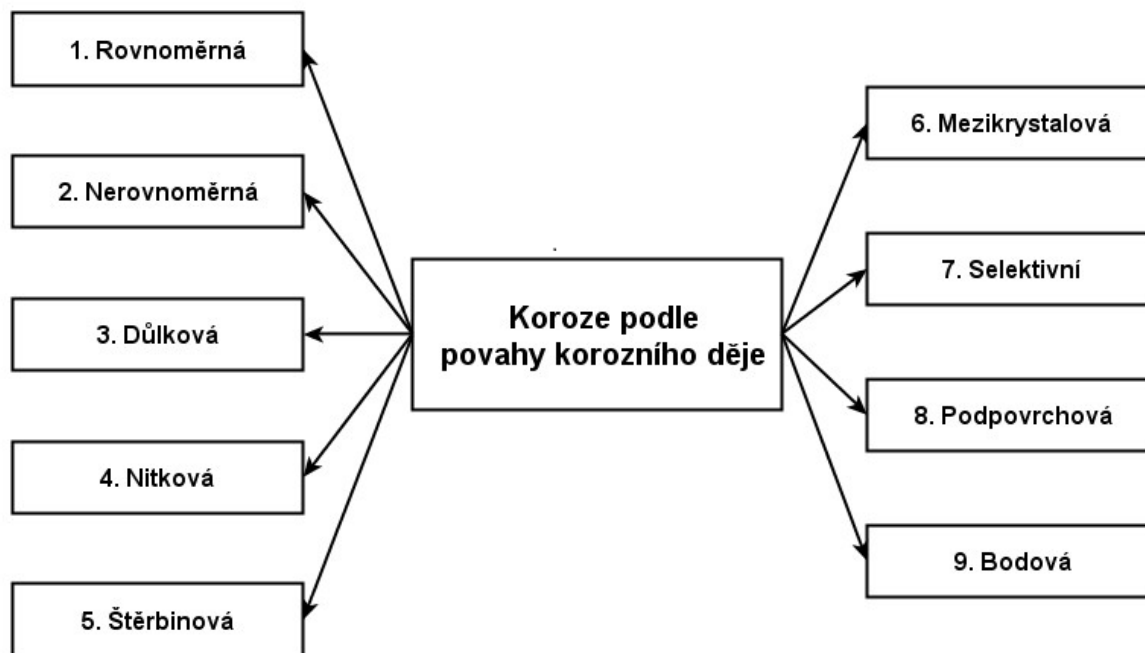 1. Rovnoměrná
2. Nerovnoměrná
3. Důlková
4. Nitková
5. Štěrbinová
Koroze podle
povahy korozního děje
6. Mezikrystalová
7. Selektivní
8. Podpovrchová
9. Bodová